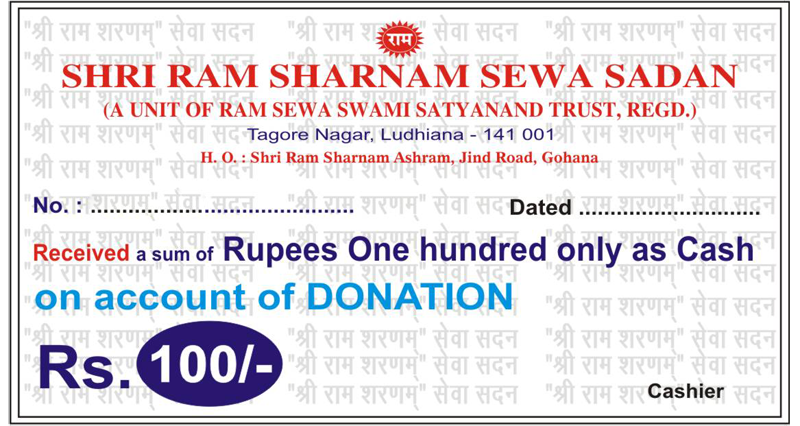 राम
SHRI RAM SHARNAM SEWA SADAN
(A UNIT OF RAM SEWA SWAMI SATYANAND TRUST, REGD.)
Tagore Nagar, Ludhiana - 141 001
H. O. : Shri Ram Sharnam Ashram, Jind Road, Gohana
No. : .......................................... Dated .............................
Received a sum of Rupees One hundred only as Cash
on account of DONATION
Rs. 100/-
Cashier
"श्री राम शरणम्" सेवा सदन